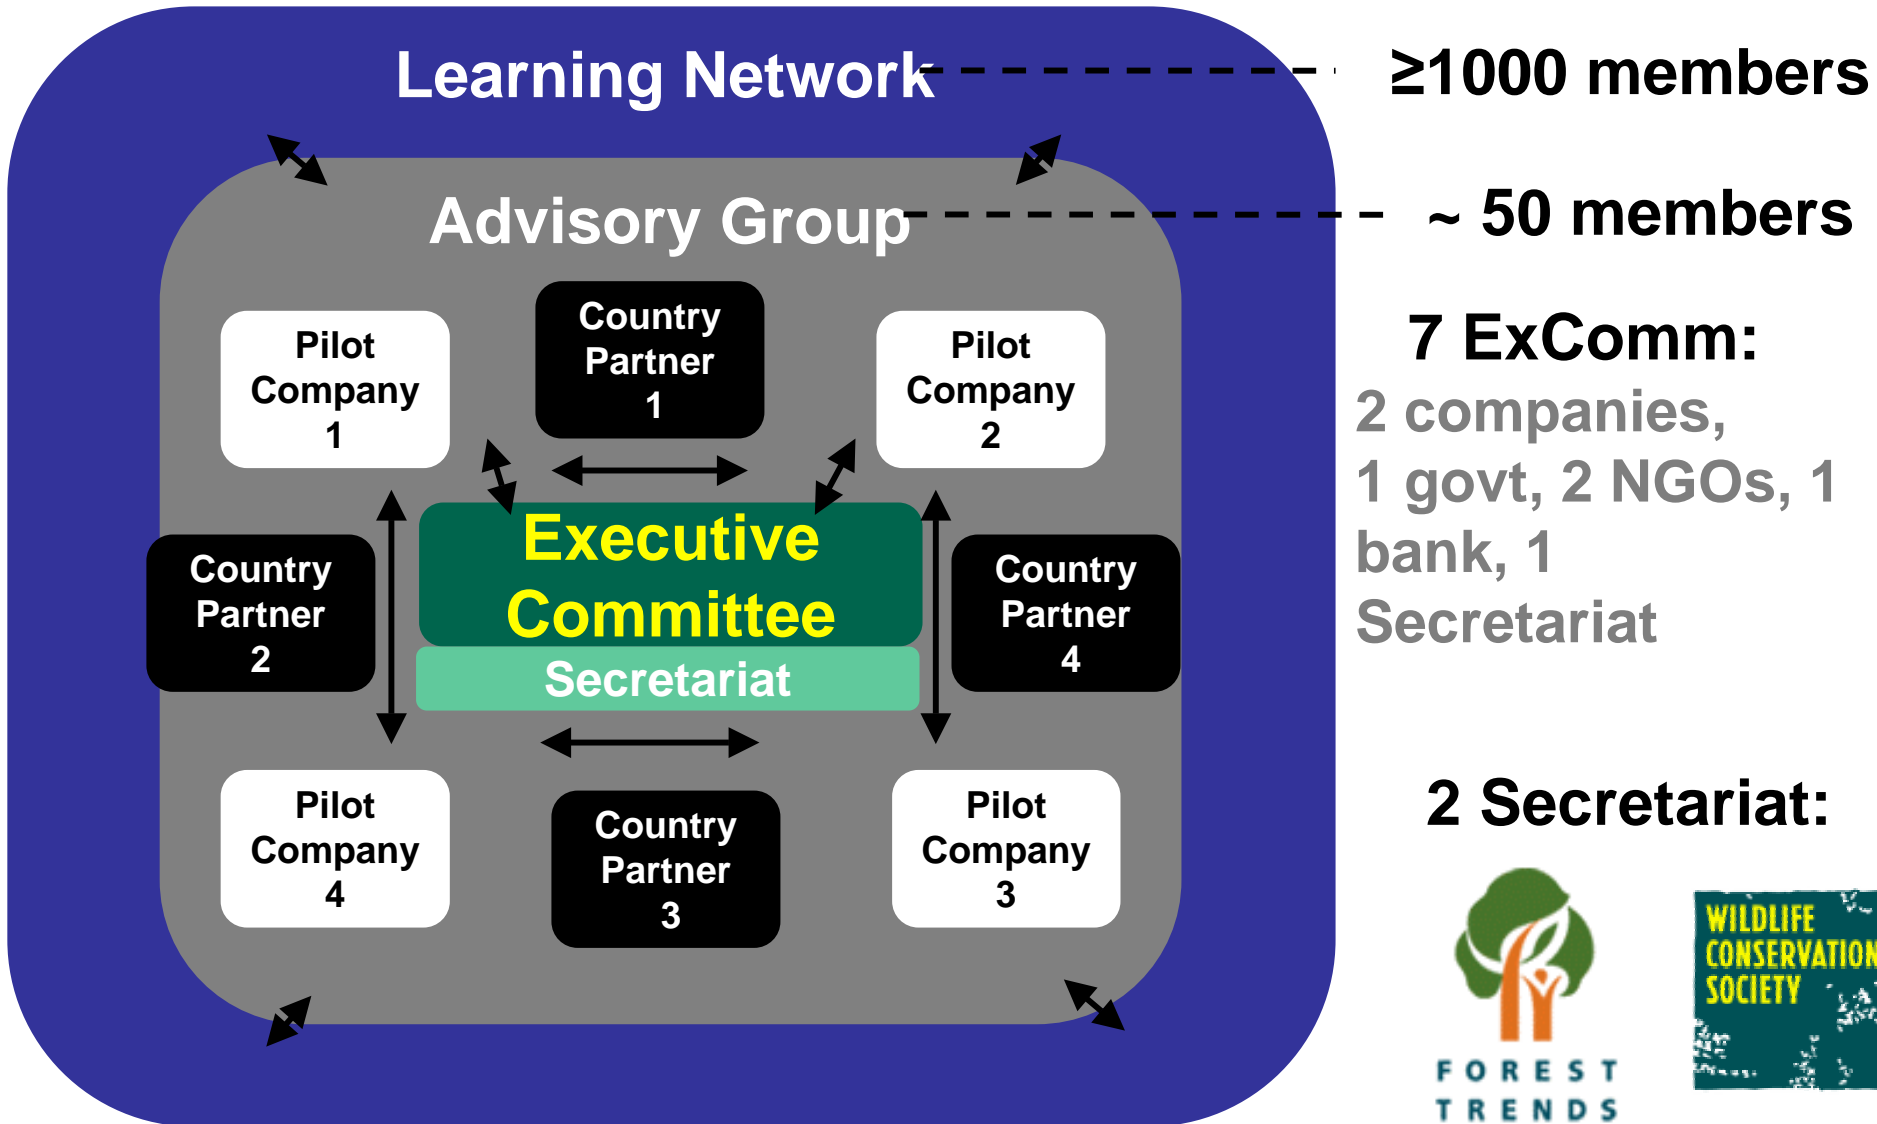 Learning Network
≥1000 members
Advisory Group
~ 50 members
Pilot
Company
1
Country
Partner
1
Pilot
Company
2
7 ExComm:
2 companies,
1 govt, 2 NGOs, 1
bank, 1
Secretariat
Country
Partner
2
Executive
Committee
Secretariat
Country
Partner
4
Pilot
Company
4
Country
Partner
3
Pilot
Company
3
2 Secretariat:
FOREST
TRENDS
WILDLIFE
CONSERVATION
SOCIETY